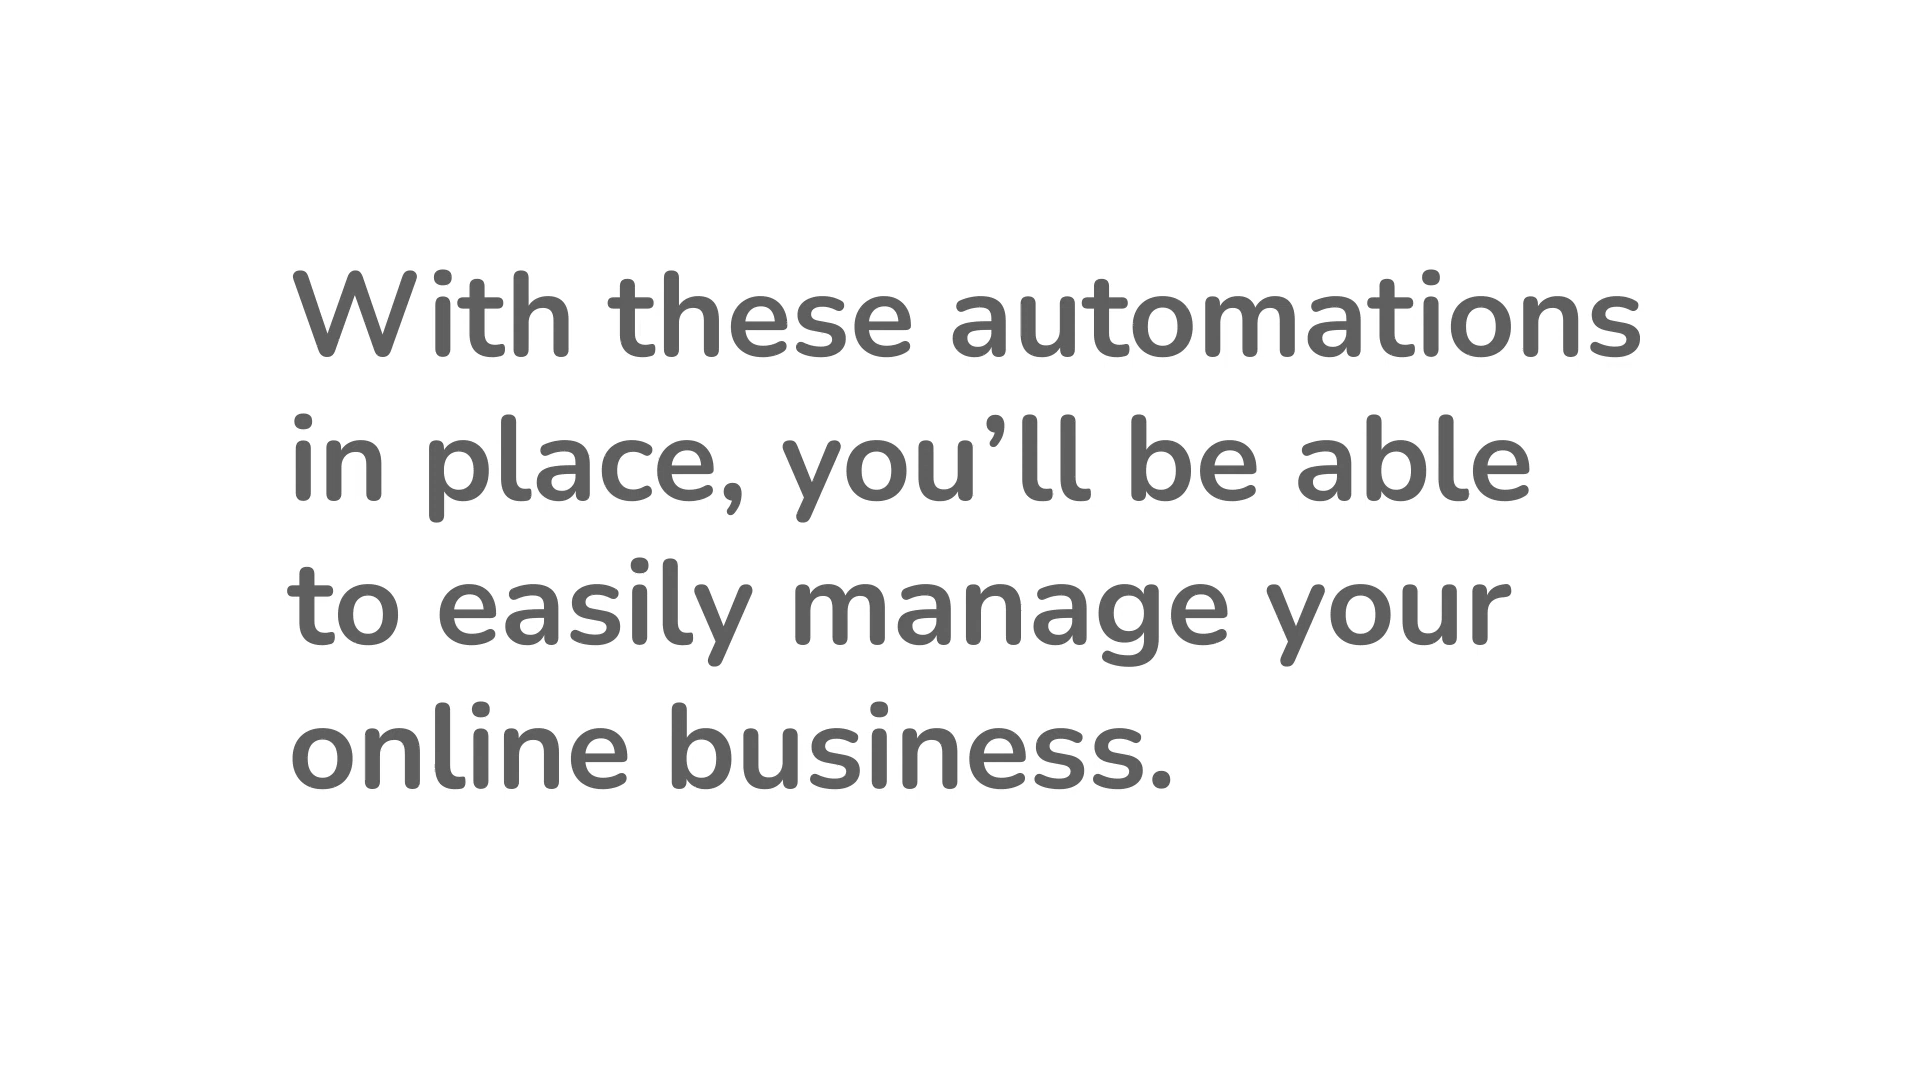 With these automations
in place, you’ll be able
to easily manage your
online business.